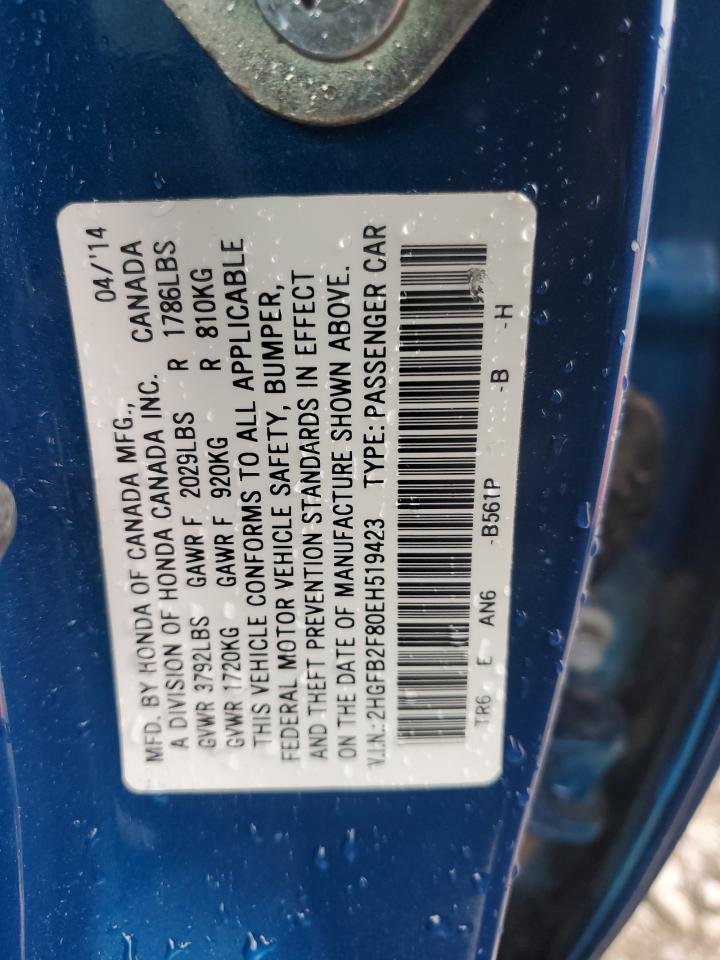 MFD. BY HONDA OF CANADA MFG., 04/'14
A DIVISION OF HONDA CANADA INC. CANADA
GVWR 3792LBS GAWR F 2029LBS R 1786LBS
GVWR 1720KG GAWR F 920KG R 810KG
THIS VEHICLE CONFORMS TO ALL APPLICABLE
FEDERAL MOTOR VEHICLE SAFETY, BUMPER,
AND THEFT PREVENTION STANDARDS IN EFFECT
ON THE DATE OF MANUFACTURE SHOWN ABOVE.
V.I.N.: 2HGFB2F80EH519423 TYPE: PASSENGER CAR
TR6 E AN6 -B561P -B -H